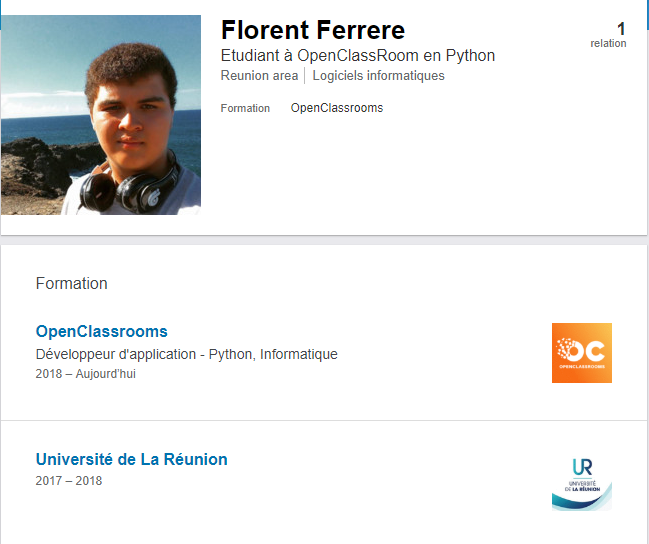 Florent Ferrere
1
Etudiant à OpenClassRoom en Python
relation
Reunion area | Logiciels informatiques
Formation OpenClassrooms
Formation
OpenClassrooms
Développeur d'application - Python, Informatique
2018 – Aujourd'hui
OC
OPENCLASSROOMS
Université de La Réunion
2017 – 2018
UR
UNIVERSITÉ
DE LA RÉUNION